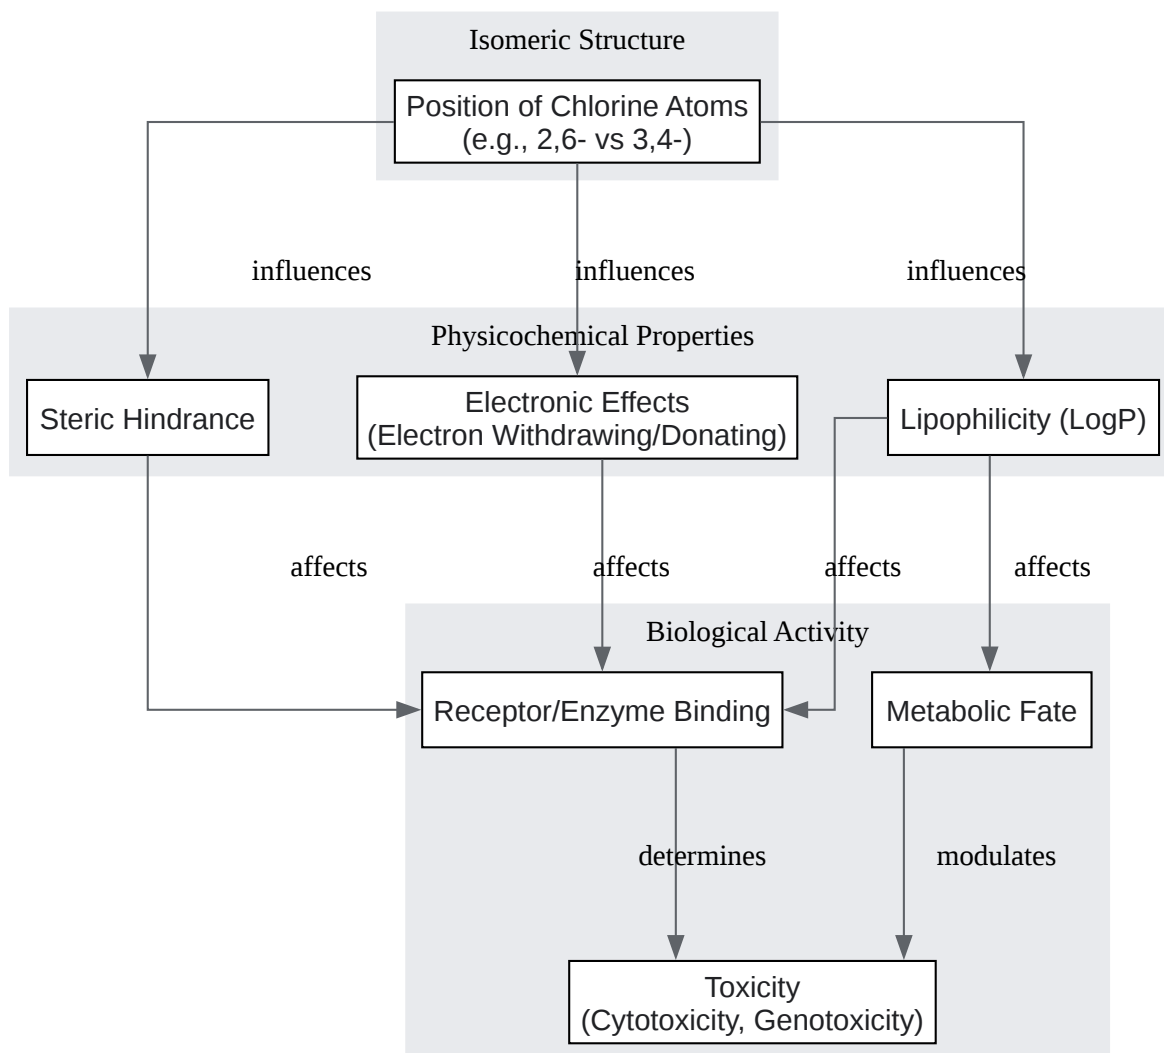 Isomeric Structure
Position of Chlorine Atoms
(e.g., 2,6- vs 3,4-)
influences
influences
influences
Physicochemical Properties
Steric Hindrance
Electronic Effects
(Electron Withdrawing/Donating)
Lipophilicity (LogP)
affects
affects
affects
affects
Biological Activity
Receptor/Enzyme Binding
Metabolic Fate
determines
modulates
Toxicity
(Cytotoxicity, Genotoxicity)